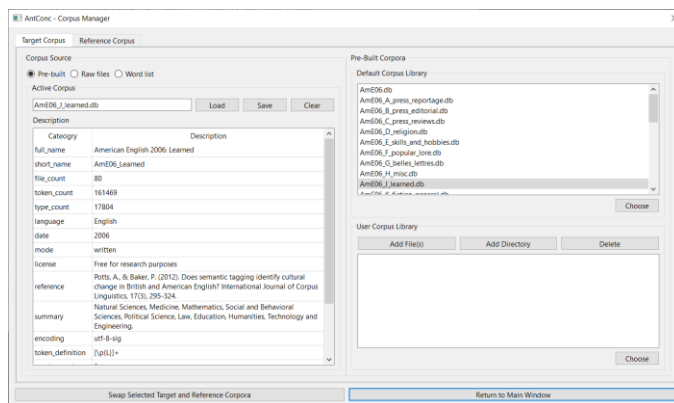 AntConc - Corpus Manager
Target Corpus Reference Corpus
Corpus Source
Pre-built Raw files Word list
Active Corpus
AmE06_J_learned.db Load Save Clear
Description
Cateogry Description
full_name American English 2006: Learned
short_name AmE06_Learned
file_count 80
token_count 161469
type_count 17804
language English
date 2006
mode written
license Free for research purposes
reference Potts, A., & Baker, P. (2012). Does semantic tagging identify cultural
change in British and American English? International Journal of Corpus
Linguistics, 17(3), 295-324.
summary Natural Sciences, Medicine, Mathematics, Social and Behavioral
Sciences, Political Science, Law, Education, Humanities, Technology and
Engineering.
encoding utf-8-sig
token_definition [\p{L}]+
Pre-Built Corpora
Default Corpus Library
AmE06.db
AmE06_A_press_reportage.db
AmE06_B_press_editorial.db
AmE06_C_press_reviews.db
AmE06_D_religion.db
AmE06_E_skills_and_hobbies.db
AmE06_F_popular_lore.db
AmE06_G_belles_lettres.db
AmE06_H_misc.db
AmE06_J_learned.db
AmE06_K_fiction_general.db
Choose
User Corpus Library
Add File(s) Add Directory Delete
Choose
Swap Selected Target and Reference Corpora Return to Main Window